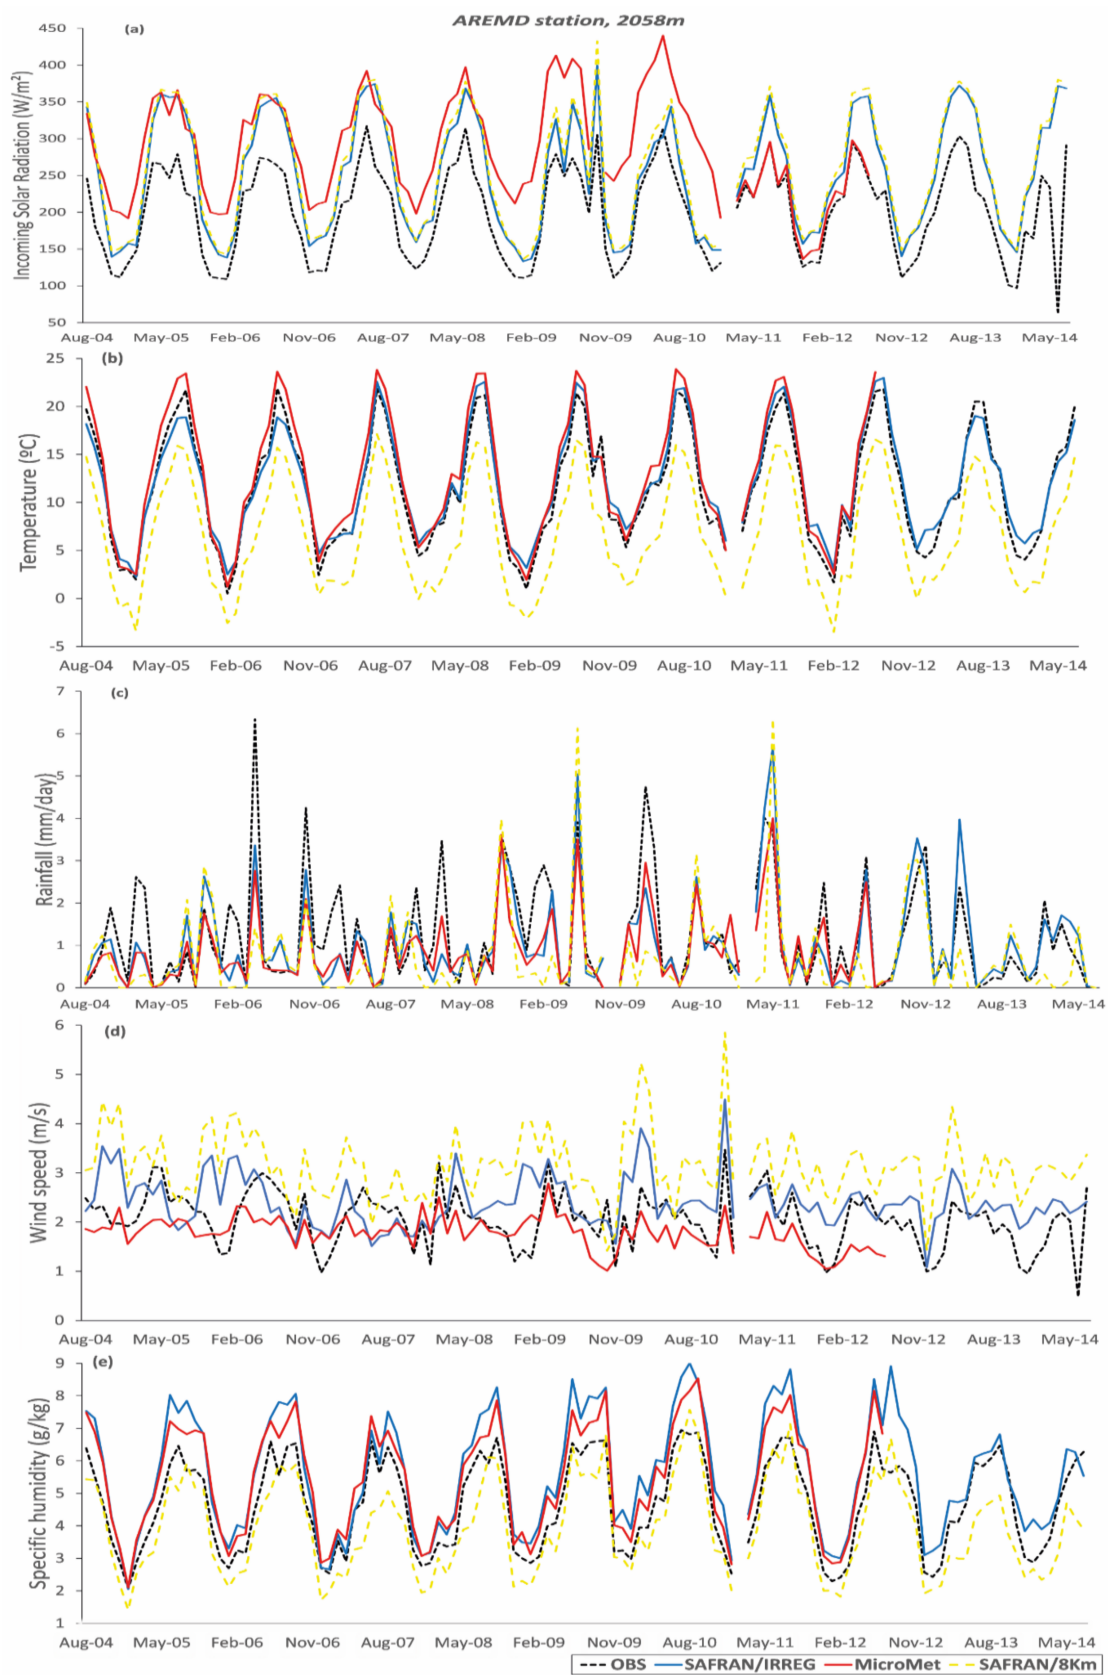 AREMD station, 2058m
(a)
Incoming Solar Radiation (W/m²)
450
400
350
300
250
200
150
100
50
Aug-04 May-05 Feb-06 Nov-06 Aug-07 May-08 Feb-09 Nov-09 Aug-10 May-11 Feb-12 Nov-12 Aug-13 May-14
(b)
Temperature (ºC)
25
20
15
10
5
0
-5
Aug-04 May-05 Feb-06 Nov-06 Aug-07 May-08 Feb-09 Nov-09 Aug-10 May-11 Feb-12 Nov-12 Aug-13 May-14
(c)
Rainfall (mm/day)
7
6
5
4
3
2
1
0
Aug-04 May-05 Feb-06 Nov-06 Aug-07 May-08 Feb-09 Nov-09 Aug-10 May-11 Feb-12 Nov-12 Aug-13 May-14
(d)
Wind speed (m/s)
6
5
4
3
2
1
0
Aug-04 May-05 Feb-06 Nov-06 Aug-07 May-08 Feb-09 Nov-09 Aug-10 May-11 Feb-12 Nov-12 Aug-13 May-14
(e)
Specific humidity (g/kg)
9
8
7
6
5
4
3
2
1
Aug-04 May-05 Feb-06 Nov-06 Aug-07 May-08 Feb-09 Nov-09 Aug-10 May-11 Feb-12 Nov-12 Aug-13 May-14
OBS SAFRAN/IRREG MicroMet SAFRAN/8Km